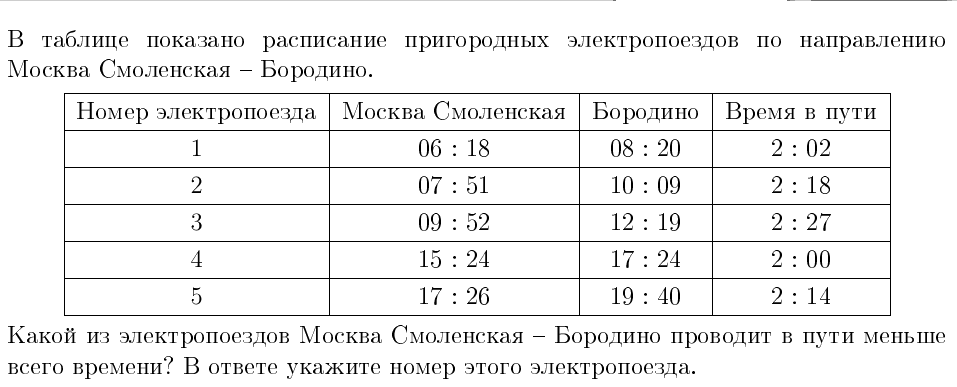 В таблице показано расписание пригородных электропоездов по направлению
Москва Смоленская – Бородино.
Номер электропоезда Москва Смоленская Бородино Время в пути
1 06 : 18 08 : 20 2 : 02
2 07 : 51 10 : 09 2 : 18
3 09 : 52 12 : 19 2 : 27
4 15 : 24 17 : 24 2 : 00
5 17 : 26 19 : 40 2 : 14
Какой из электропоездов Москва Смоленская – Бородино проводит в пути меньше
всего времени? В ответе укажите номер этого электропоезда.